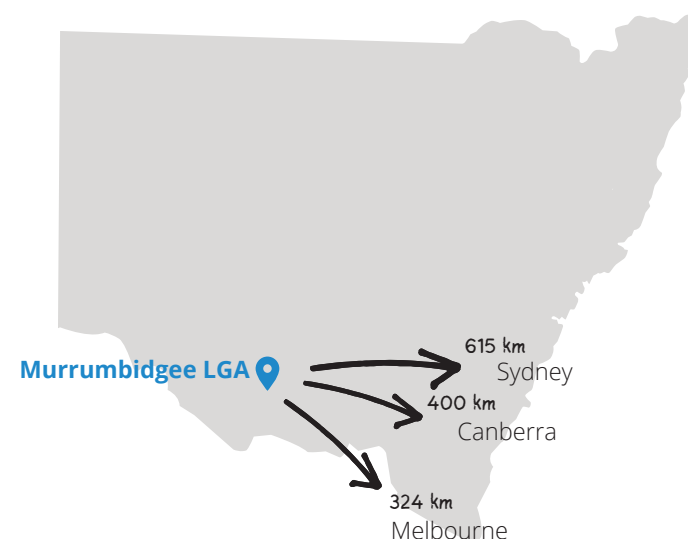 615 km
Sydney
Murrumbidgee LGA
400 km
Canberra
324 km
Melbourne